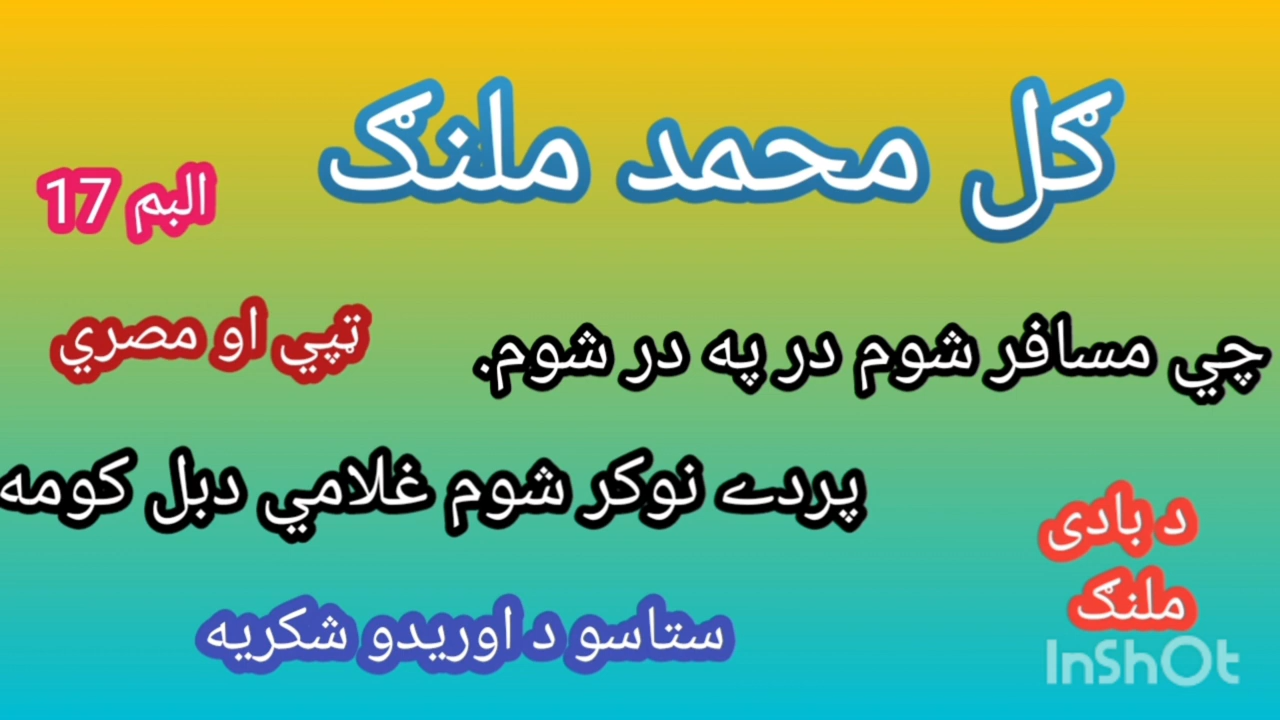 ګل محمد ملنګ
البم 17
چي مسافر شوم در په در شوم.
ټپي او مصري
پردے نوکر شوم غلامي دبل کومه
د بادی
ملنګ
ستاسو د اوریدو شکریه
InShOt